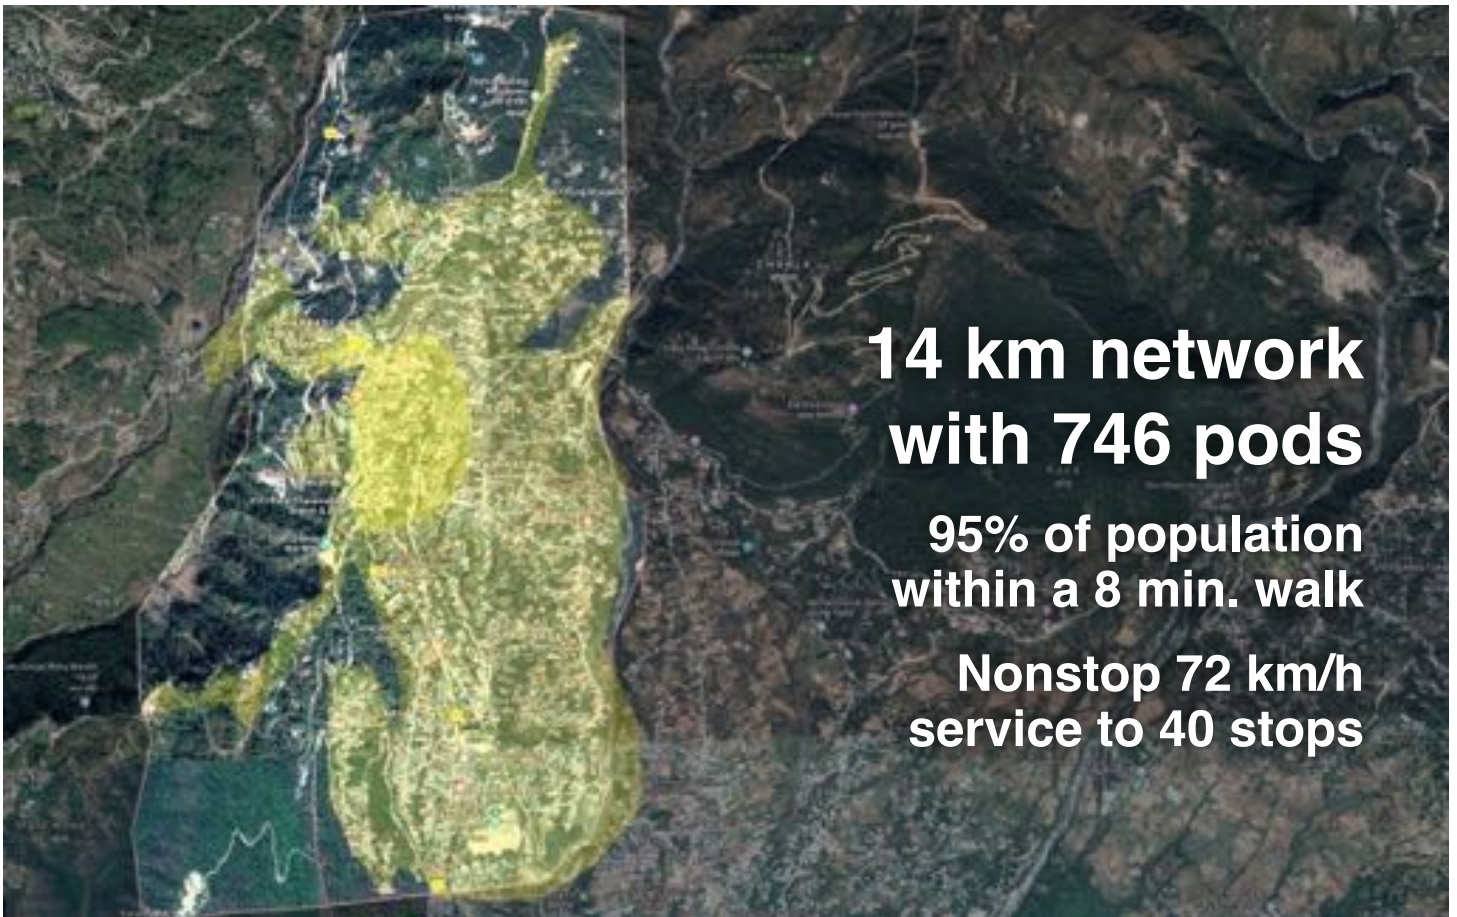 14 km network
with 746 pods
95% of population
within a 8 min. walk
Nonstop 72 km/h
service to 40 stops